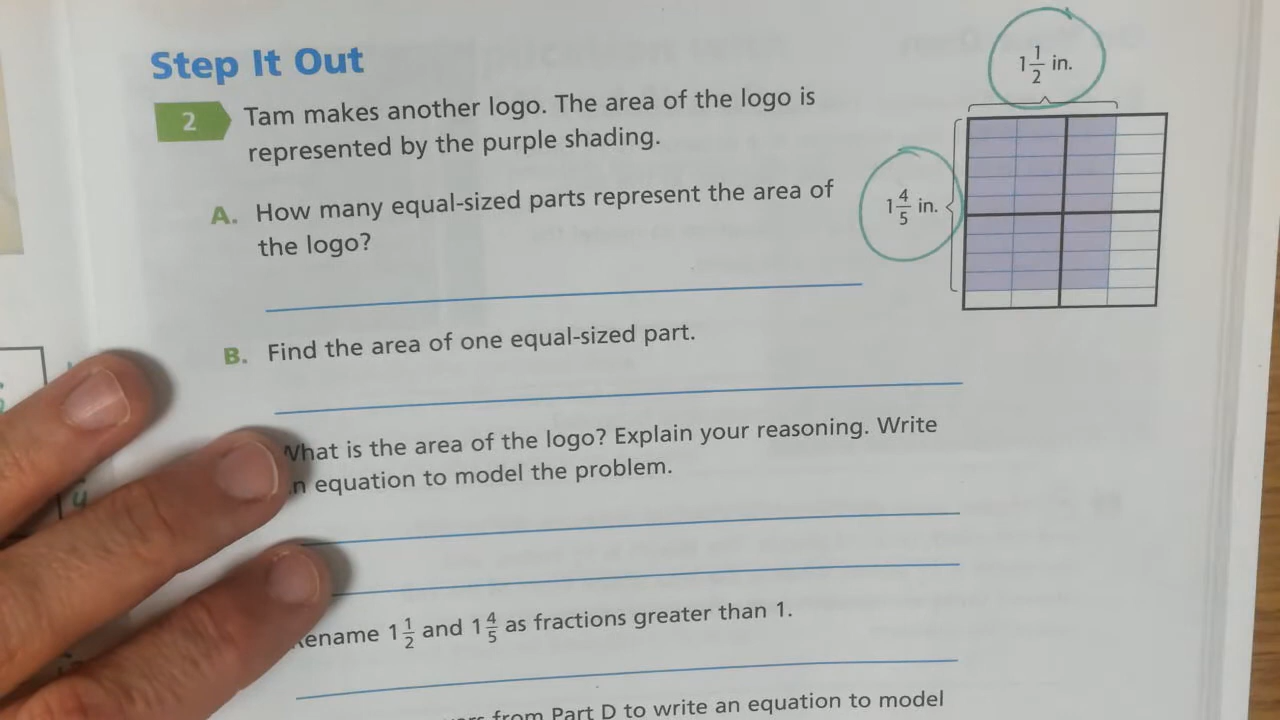 Step It Out
1 1/2 in.
2 Tam makes another logo. The area of the logo is
represented by the purple shading.
1 4/5 in.
A. How many equal-sized parts represent the area of
the logo?
B. Find the area of one equal-sized part.
What is the area of the logo? Explain your reasoning. Write
n equation to model the problem.
ename 1 1/2 and 1 4/5 as fractions greater than 1.
from Part D to write an equation to model